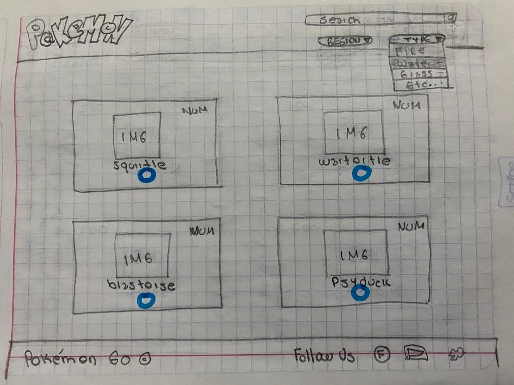 POKéMON
Search
REGION
TYPE
FIRE
Water
Grass
Etc...
NUM
IMG
squirtle
NUM
IMG
wartortle
NUM
IMG
blastoise
NUM
IMG
Psyduck
Pokémon GO ©
Follow Us F